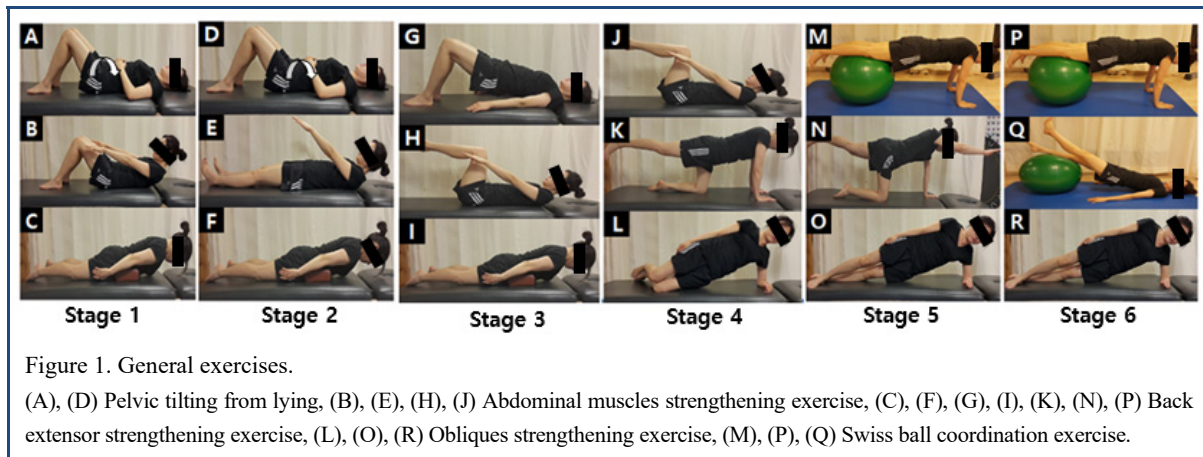 A D G J M P
B E H K N Q
C F I L O R
Stage 1 Stage 2 Stage 3 Stage 4 Stage 5 Stage 6
Figure 1. General exercises.
(A), (D) Pelvic tilting from lying, (B), (E), (H), (J) Abdominal muscles strengthening exercise, (C), (F), (G), (I), (K), (N), (P) Back
extensor strengthening exercise, (L), (O), (R) Obliques strengthening exercise, (M), (P), (Q) Swiss ball coordination exercise.